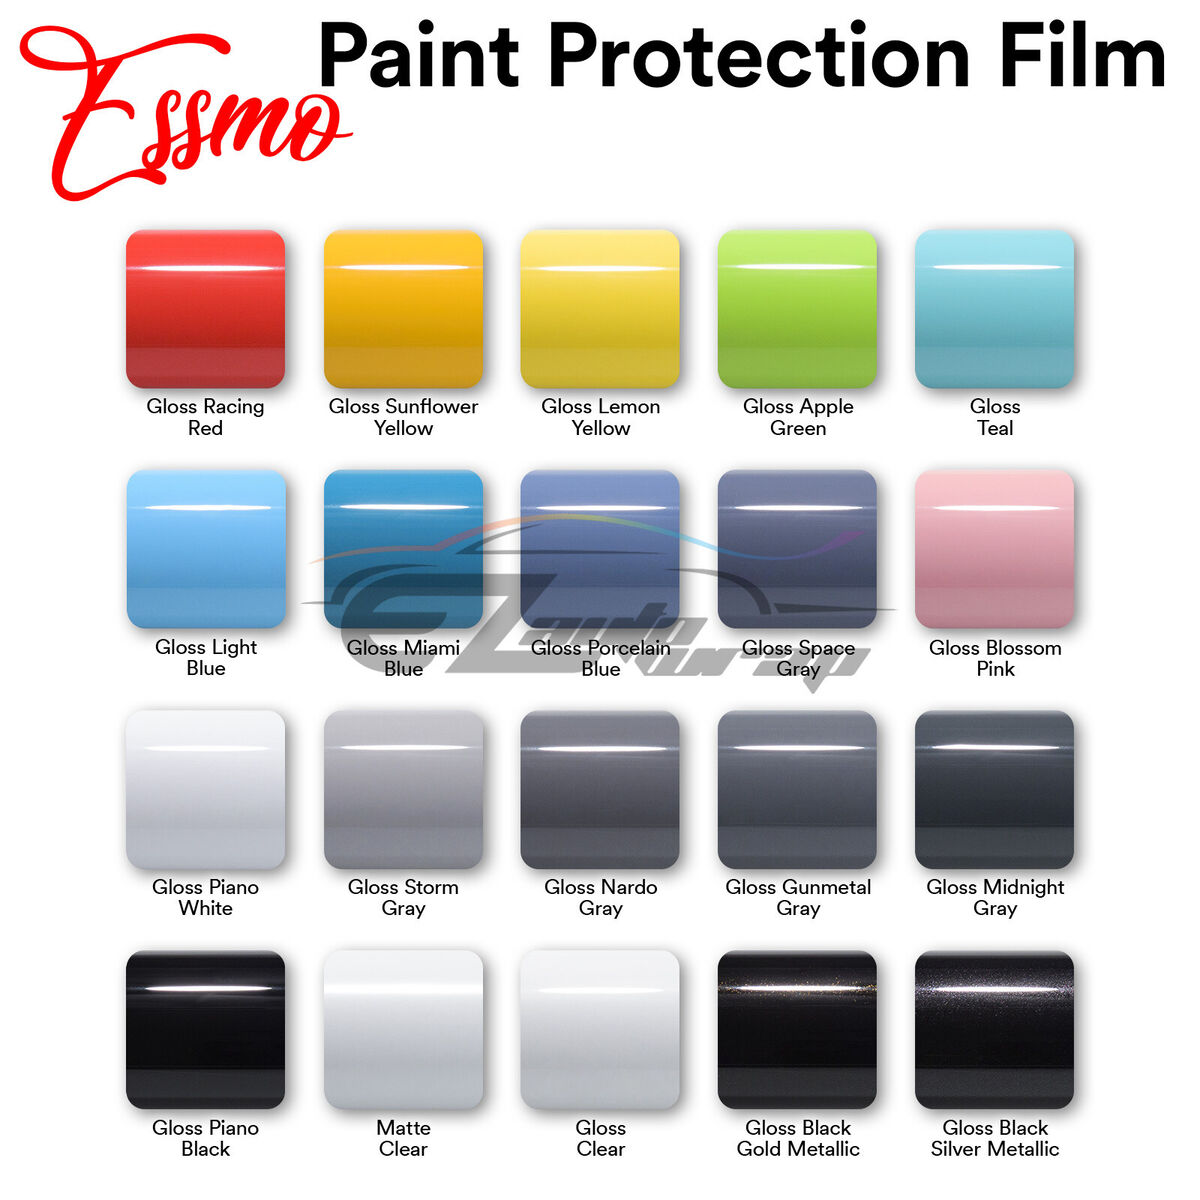 Essmo
Paint Protection Film
Gloss Racing
Red
Gloss Sunflower
Yellow
Gloss Lemon
Yellow
Gloss Apple
Green
Gloss
Teal
Gloss Light
Blue
Gloss Miami
Blue
Gloss Porcelain
Blue
Gloss Space
Gray
Gloss Blossom
Pink
EZ auto wrap
Gloss Piano
White
Gloss Storm
Gray
Gloss Nardo
Gray
Gloss Gunmetal
Gray
Gloss Midnight
Gray
Gloss Piano
Black
Matte
Clear
Gloss
Clear
Gloss Black
Gold Metallic
Gloss Black
Silver Metallic